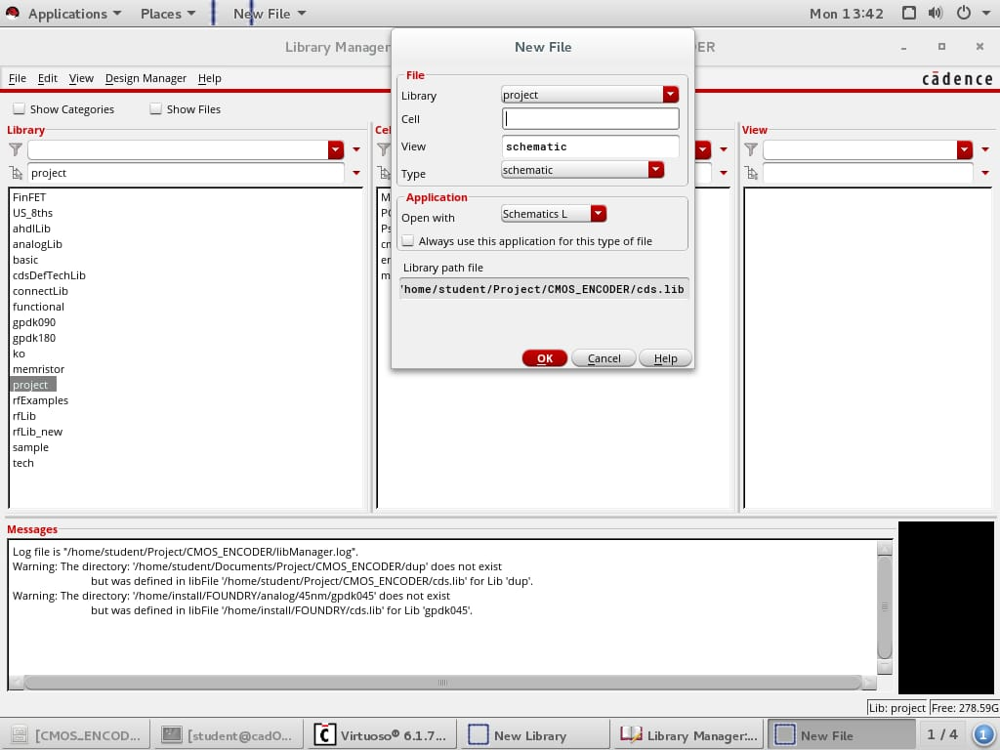 Applications Places New File Mon 13:42
Library Manager ER
New File
File Edit View Design Manager Help
cādence
Show Categories Show Files
Library
project
FinFET
US_8ths
ahdlLib
analogLib
basic
cdsDefTechLib
connectLib
functional
gpdk090
gpdk180
ko
memristor
project
rfExamples
rfLib
rfLib_new
sample
tech
File
Library project
Cell
View schematic
Type schematic
Application
Open with Schematics L
Always use this application for this type of file
Library path file
'home/student/Project/CMOS_ENCODER/cds.lib
OK Cancel Help
View
Messages
Log file is "/home/student/Project/CMOS_ENCODER/libManager.log".
Warning: The directory: '/home/student/Documents/Project/CMOS_ENCODER/dup' does not exist
but was defined in libFile '/home/student/Project/CMOS_ENCODER/cds.lib' for Lib 'dup'.
Warning: The directory: '/home/install/FOUNDRY/analog/45nm/gpdk045' does not exist
but was defined in libFile '/home/install/FOUNDRY/cds.lib' for Lib 'gpdk045'.
Lib: project Free: 278.59G
[CMOS_ENCOD... [student@cadO... Virtuoso® 6.1.7... New Library Library Manager:... New File 1 / 4 1